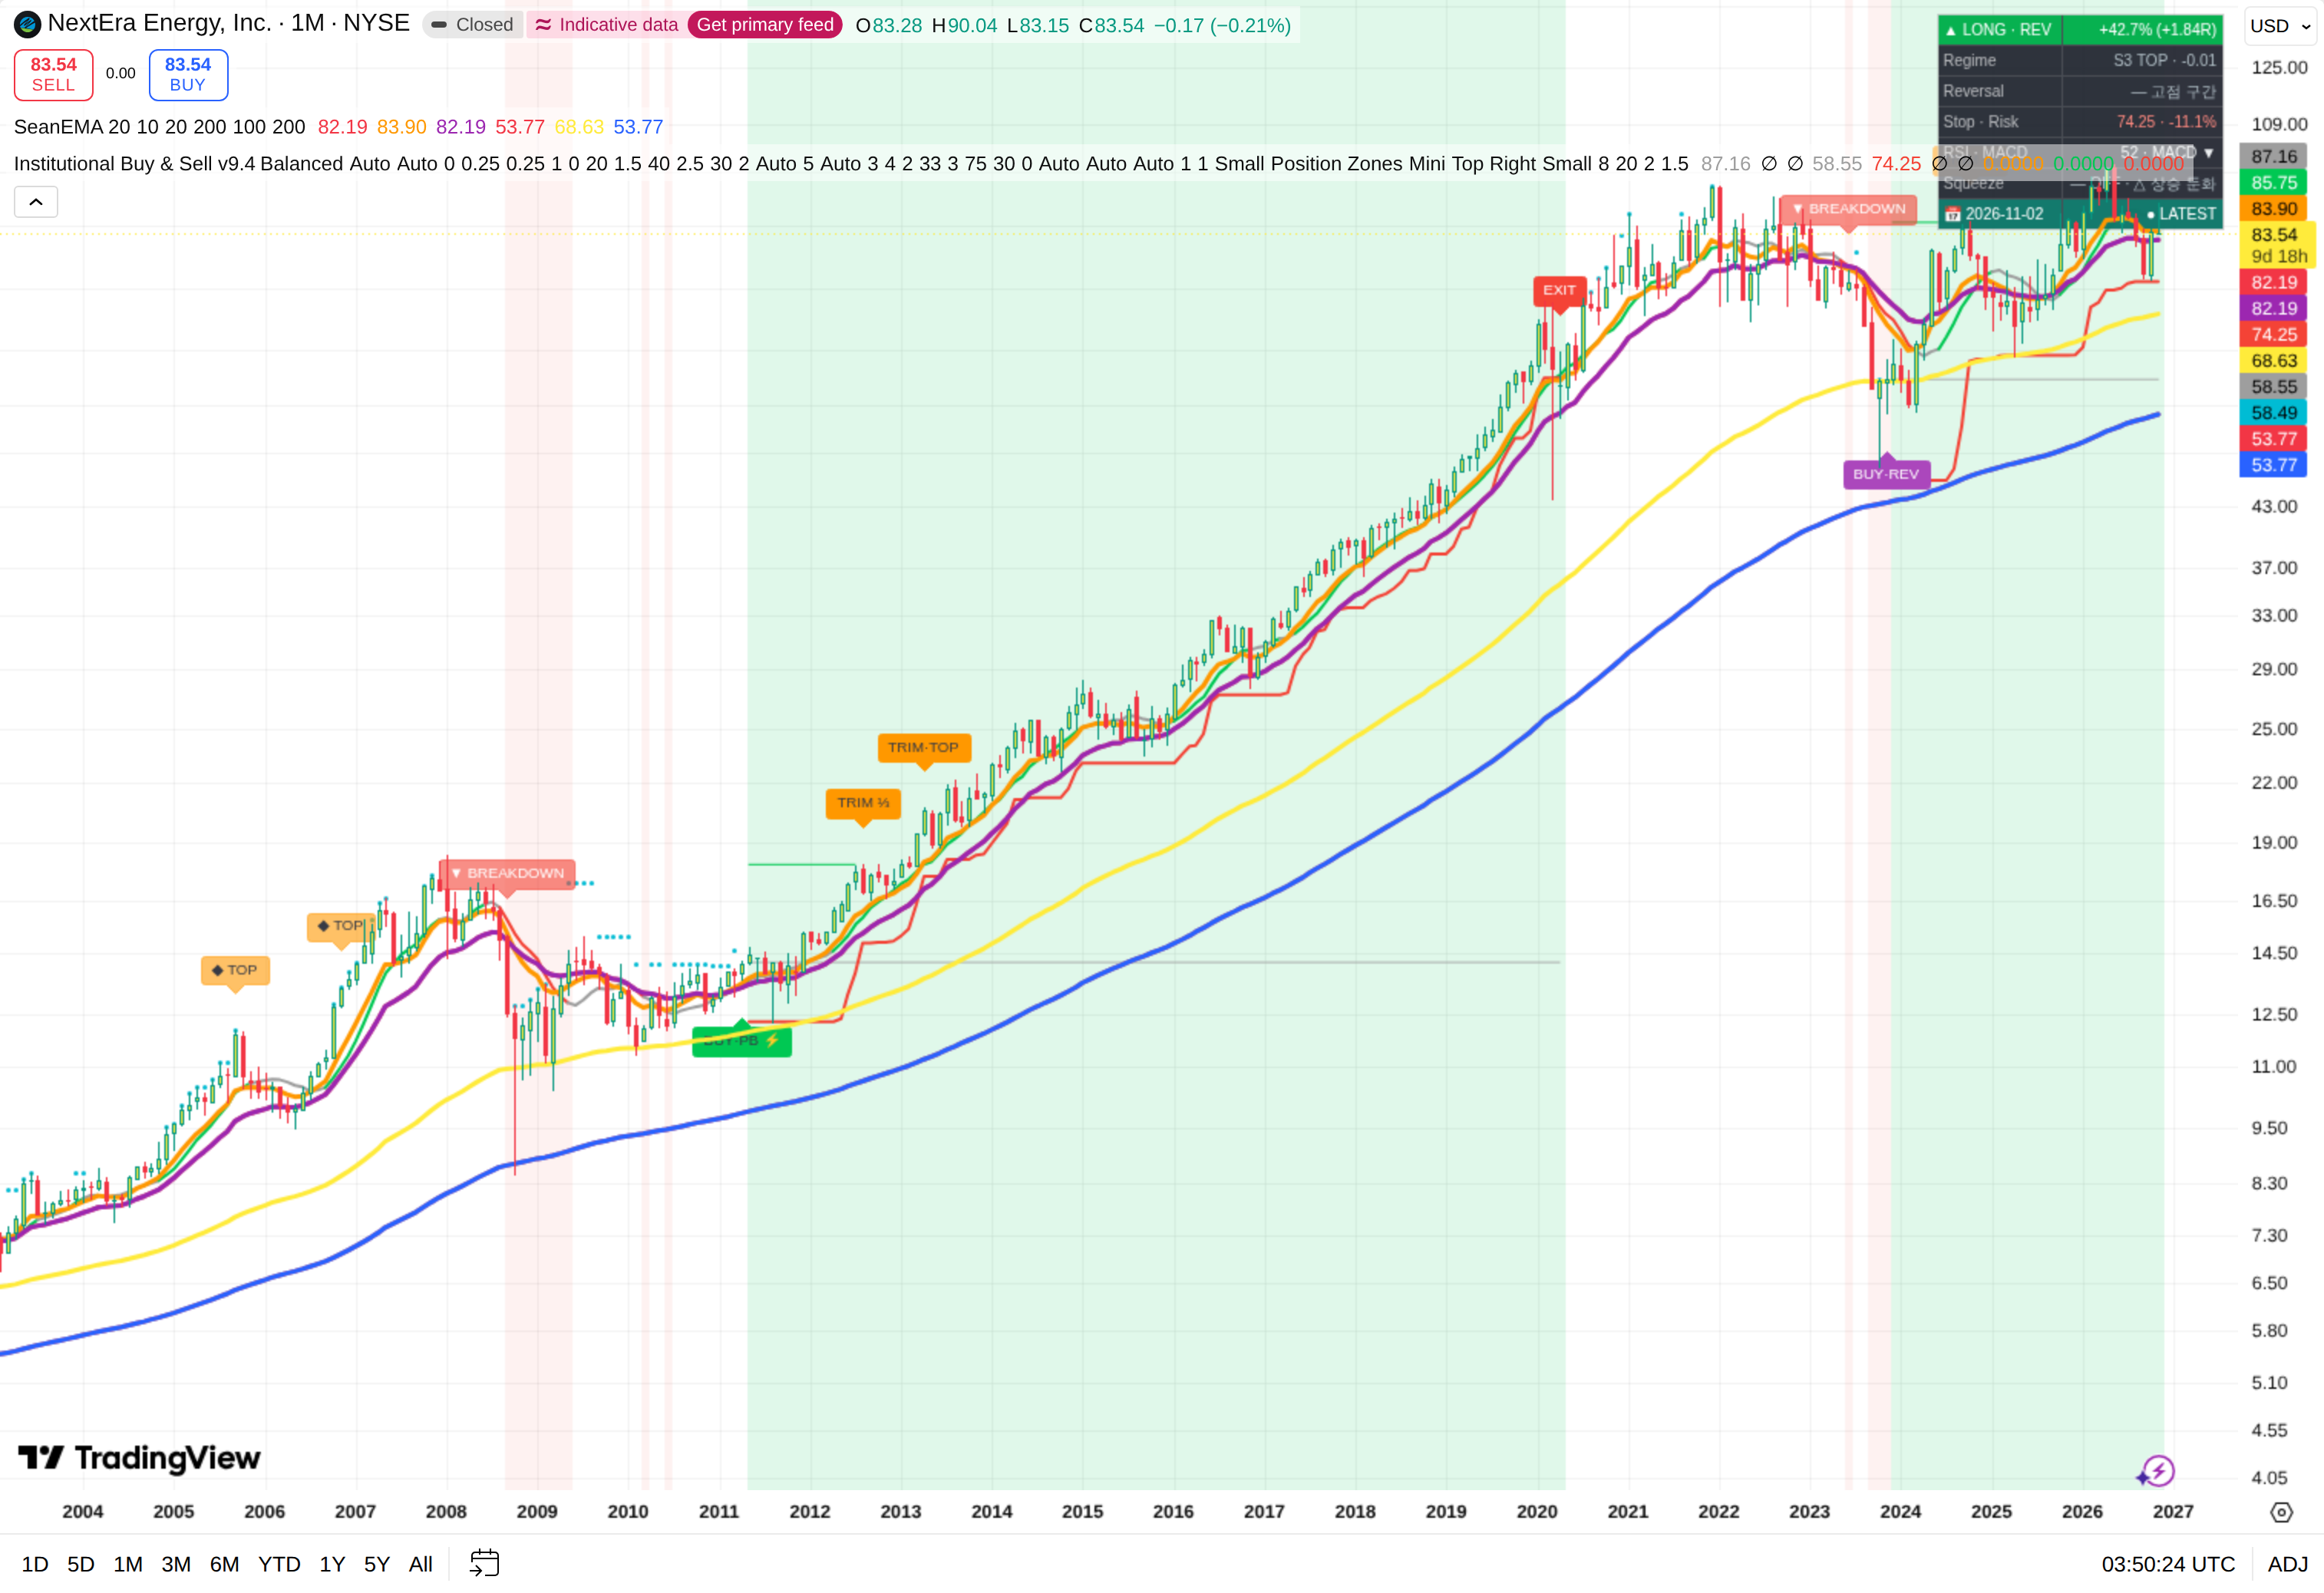 NextEra Energy, Inc. · 1M · NYSE Closed Indicative data Get primary feed O83.28 H90.04 L83.15 C83.54 −0.17 (−0.21%)
83.54 SELL
0.00
83.54 BUY
SeanEMA 20 10 20 200 100 200 82.19 83.90 82.19 53.77 68.63 53.77
Institutional Buy & Sell v9.4 Balanced Auto Auto 0 0.25 0.25 1 0 20 1.5 40 2.5 30 2 Auto 5 Auto 3 4 2 33 3 75 30 0 Auto Auto Auto 1 1 Small Position Zones Mini Top Right Small 8 20 2 1.5 87.16 ∅ ∅ 58.55 74.25 ∅ ∅ 0.0000 0.0000 0.0000
▲ LONG · REV +42.7% (+1.84R)
Regime S3 TOP · -0.01
Reversal — 고점 구간
Stop · Risk 74.25 · -11.1%
RSI · MACD 52 · MACD ▼
Squeeze △ 상승 둔화
2026-11-02 ● LATEST
USD
125.00
109.00
87.16
85.75
83.90
83.54
9d 18h
82.19
82.19
74.25
68.63
58.55
58.49
53.77
53.77
43.00
37.00
33.00
29.00
25.00
22.00
19.00
16.50
14.50
12.50
11.00
9.50
8.30
7.30
6.50
5.80
5.10
4.55
4.05
▼ BREAKDOWN
EXIT
BUY·REV
TRIM·TOP
TRIM ⅓
▼ BREAKDOWN
◆ TOP
◆ TOP
BUY·PB ⚡
TradingView
2004 2005 2006 2007 2008 2009 2010 2011 2012 2013 2014 2015 2016 2017 2018 2019 2020 2021 2022 2023 2024 2025 2026 2027
1D 5D 1M 3M 6M YTD 1Y 5Y All 03:50:24 UTC ADJ